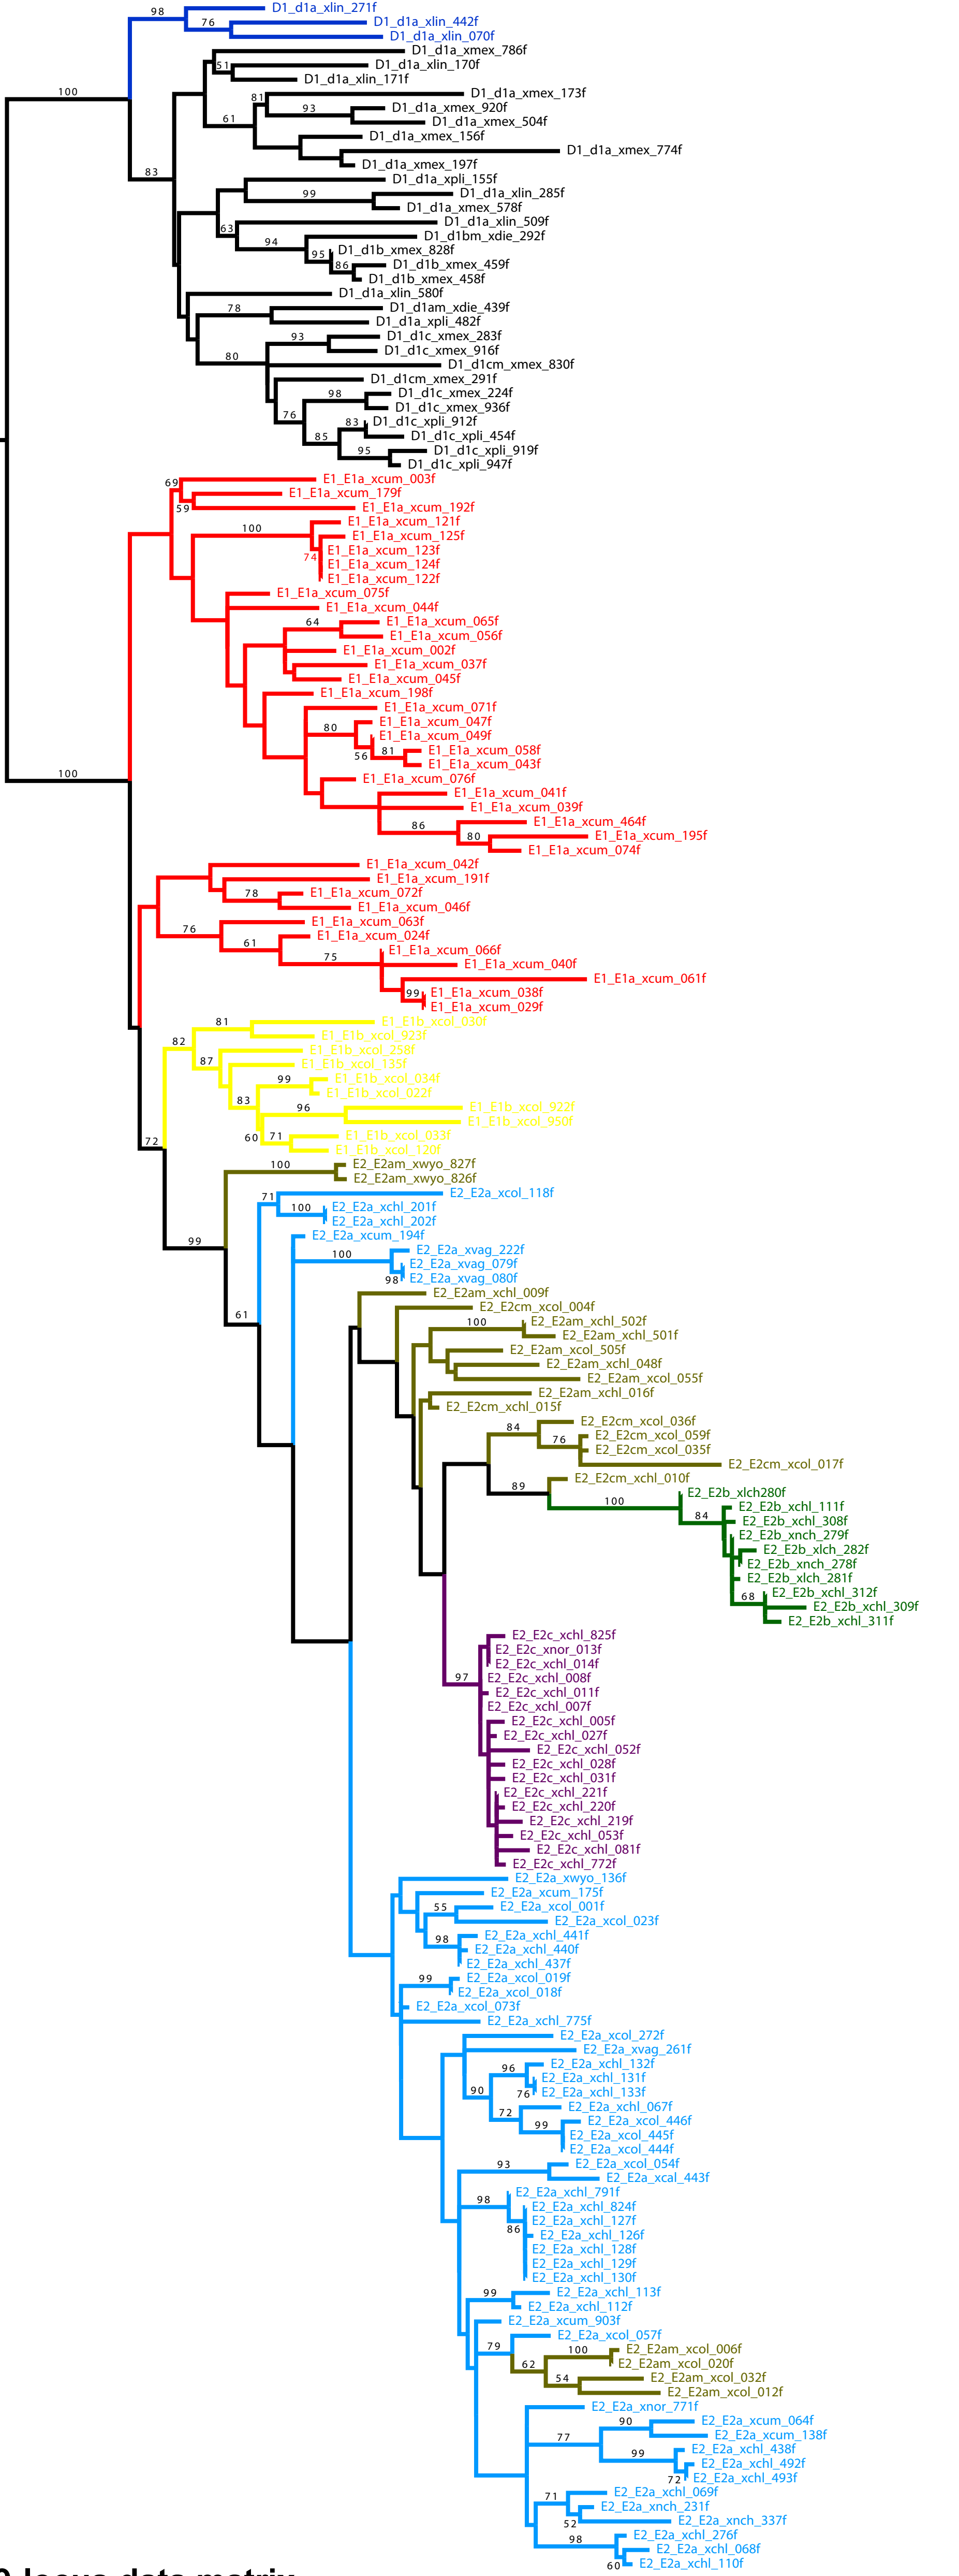 D1_d1a_xlin_271f
98
D1_d1a_xlin_442f
76
D1_d1a_xlin_070f
D1_d1a_xmex_786f
D1_d1a_xlin_170f
51
D1_d1a_xlin_171f
100
D1_d1a_xmex_173f
81
D1_d1a_xmex_920f
93
D1_d1a_xmex_504f
61
D1_d1a_xmex_156f
D1_d1a_xmex_774f
D1_d1a_xmex_197f
83
D1_d1a_xpli_155f
D1_d1a_xlin_285f
99
D1_d1a_xmex_578f
D1_d1a_xlin_509f
63
D1_d1bm_xdie_292f
94
D1_d1b_xmex_828f
95
D1_d1b_xmex_459f
86
D1_d1b_xmex_458f
D1_d1a_xlin_580f
D1_d1am_xdie_439f
78
D1_d1a_xpli_482f
D1_d1c_xmex_283f
93
D1_d1c_xmex_916f
80
D1_d1cm_xmex_830f
D1_d1cm_xmex_291f
D1_d1c_xmex_224f
98
D1_d1c_xmex_936f
76
D1_d1c_xpli_912f
83
D1_d1c_xpli_454f
85
D1_d1c_xpli_919f
95
D1_d1c_xpli_947f
E1_E1a_xcum_003f
69
E1_E1a_xcum_179f
59
E1_E1a_xcum_192f
E1_E1a_xcum_121f
100
E1_E1a_xcum_125f
E1_E1a_xcum_123f
74
E1_E1a_xcum_124f
E1_E1a_xcum_122f
E1_E1a_xcum_075f
E1_E1a_xcum_044f
E1_E1a_xcum_065f
64
E1_E1a_xcum_056f
E1_E1a_xcum_002f
E1_E1a_xcum_037f
E1_E1a_xcum_045f
E1_E1a_xcum_198f
E1_E1a_xcum_071f
E1_E1a_xcum_047f
80
E1_E1a_xcum_049f
E1_E1a_xcum_058f
56
81
E1_E1a_xcum_043f
100
E1_E1a_xcum_076f
E1_E1a_xcum_041f
E1_E1a_xcum_039f
E1_E1a_xcum_464f
86
E1_E1a_xcum_195f
80
E1_E1a_xcum_074f
E1_E1a_xcum_042f
E1_E1a_xcum_191f
E1_E1a_xcum_072f
78
E1_E1a_xcum_046f
E1_E1a_xcum_063f
76
E1_E1a_xcum_024f
61
E1_E1a_xcum_066f
75
E1_E1a_xcum_040f
E1_E1a_xcum_061f
E1_E1a_xcum_038f
99
E1_E1a_xcum_029f
E1_E1b_xcol_030f
81
E1_E1b_xcol_923f
82
E1_E1b_xcol_258f
87
E1_E1b_xcol_135f
E1_E1b_xcol_034f
99
E1_E1b_xcol_022f
83
E1_E1b_xcol_922f
96
E1_E1b_xcol_950f
E1_E1b_xcol_033f
60
71
E1_E1b_xcol_120f
72
E2_E2am_xwyo_827f
100
E2_E2am_xwyo_826f
E2_E2a_xcol_118f
71
E2_E2a_xchl_201f
100
E2_E2a_xchl_202f
E2_E2a_xcum_194f
99
E2_E2a_xvag_222f
100
E2_E2a_xvag_079f
E2_E2a_xvag_080f
98
E2_E2am_xchl_009f
E2_E2cm_xcol_004f
61
E2_E2am_xchl_502f
100
E2_E2am_xchl_501f
E2_E2am_xcol_505f
E2_E2am_xchl_048f
E2_E2am_xcol_055f
E2_E2am_xchl_016f
E2_E2cm_xchl_015f
E2_E2cm_xcol_036f
84
E2_E2cm_xcol_059f
76
E2_E2cm_xcol_035f
E2_E2cm_xcol_017f
E2_E2cm_xchl_010f
89
E2_E2b_xlch280f
100
E2_E2b_xchl_111f
84
E2_E2b_xchl_308f
E2_E2b_xnch_279f
E2_E2b_xlch_282f
E2_E2b_xnch_278f
E2_E2b_xlch_281f
E2_E2b_xchl_312f
68
E2_E2b_xchl_309f
E2_E2b_xchl_311f
E2_E2c_xchl_825f
E2_E2c_xnor_013f
E2_E2c_xchl_014f
97
E2_E2c_xchl_008f
E2_E2c_xchl_011f
E2_E2c_xchl_007f
E2_E2c_xchl_005f
E2_E2c_xchl_027f
E2_E2c_xchl_052f
E2_E2c_xchl_028f
E2_E2c_xchl_031f
E2_E2c_xchl_221f
E2_E2c_xchl_220f
E2_E2c_xchl_219f
E2_E2c_xchl_053f
E2_E2c_xchl_081f
E2_E2c_xchl_772f
E2_E2a_xwyo_136f
E2_E2a_xcum_175f
E2_E2a_xcol_001f
55
E2_E2a_xcol_023f
E2_E2a_xchl_441f
98
E2_E2a_xchl_440f
E2_E2a_xchl_437f
E2_E2a_xcol_019f
99
E2_E2a_xcol_018f
E2_E2a_xcol_073f
E2_E2a_xchl_775f
E2_E2a_xcol_272f
E2_E2a_xvag_261f
E2_E2a_xchl_132f
96
E2_E2a_xchl_131f
90
E2_E2a_xchl_133f
76
E2_E2a_xchl_067f
72
E2_E2a_xcol_446f
99
E2_E2a_xcol_445f
E2_E2a_xcol_444f
E2_E2a_xcol_054f
93
E2_E2a_xcal_443f
E2_E2a_xchl_791f
98
E2_E2a_xchl_824f
E2_E2a_xchl_127f
86
E2_E2a_xchl_126f
E2_E2a_xchl_128f
E2_E2a_xchl_129f
E2_E2a_xchl_130f
E2_E2a_xchl_113f
99
E2_E2a_xchl_112f
E2_E2a_xcum_903f
E2_E2a_xcol_057f
79
E2_E2am_xcol_006f
100
E2_E2am_xcol_020f
62
E2_E2am_xcol_032f
54
E2_E2am_xcol_012f
E2_E2a_xnor_771f
E2_E2a_xcum_064f
90
E2_E2a_xcum_138f
77
E2_E2a_xchl_438f
99
E2_E2a_xchl_492f
E2_E2a_xchl_493f
72
E2_E2a_xchl_069f
71
E2_E2a_xnch_231f
E2_E2a_xnch_337f
52
E2_E2a_xchl_276f
98
E2_E2a_xchl_068f
E2_E2a_xchl_110f
60